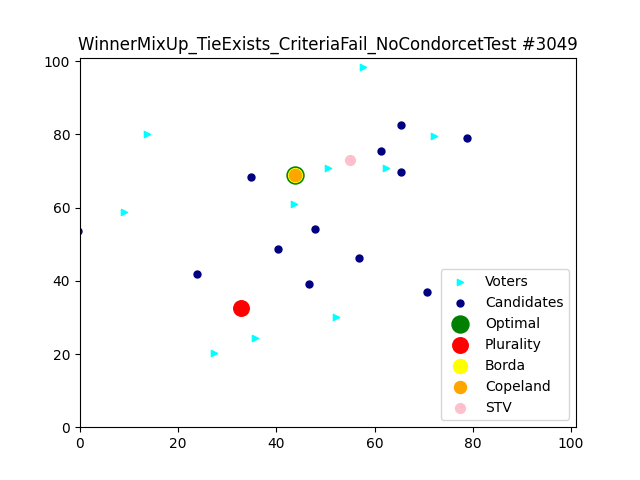 WinnerMixUp_TieExists_CriteriaFail_NoCondorcetTest #3049
100
80
60
40
20
0
0
20
40
60
80
100
Voters
Candidates
Optimal
Plurality
Borda
Copeland
STV